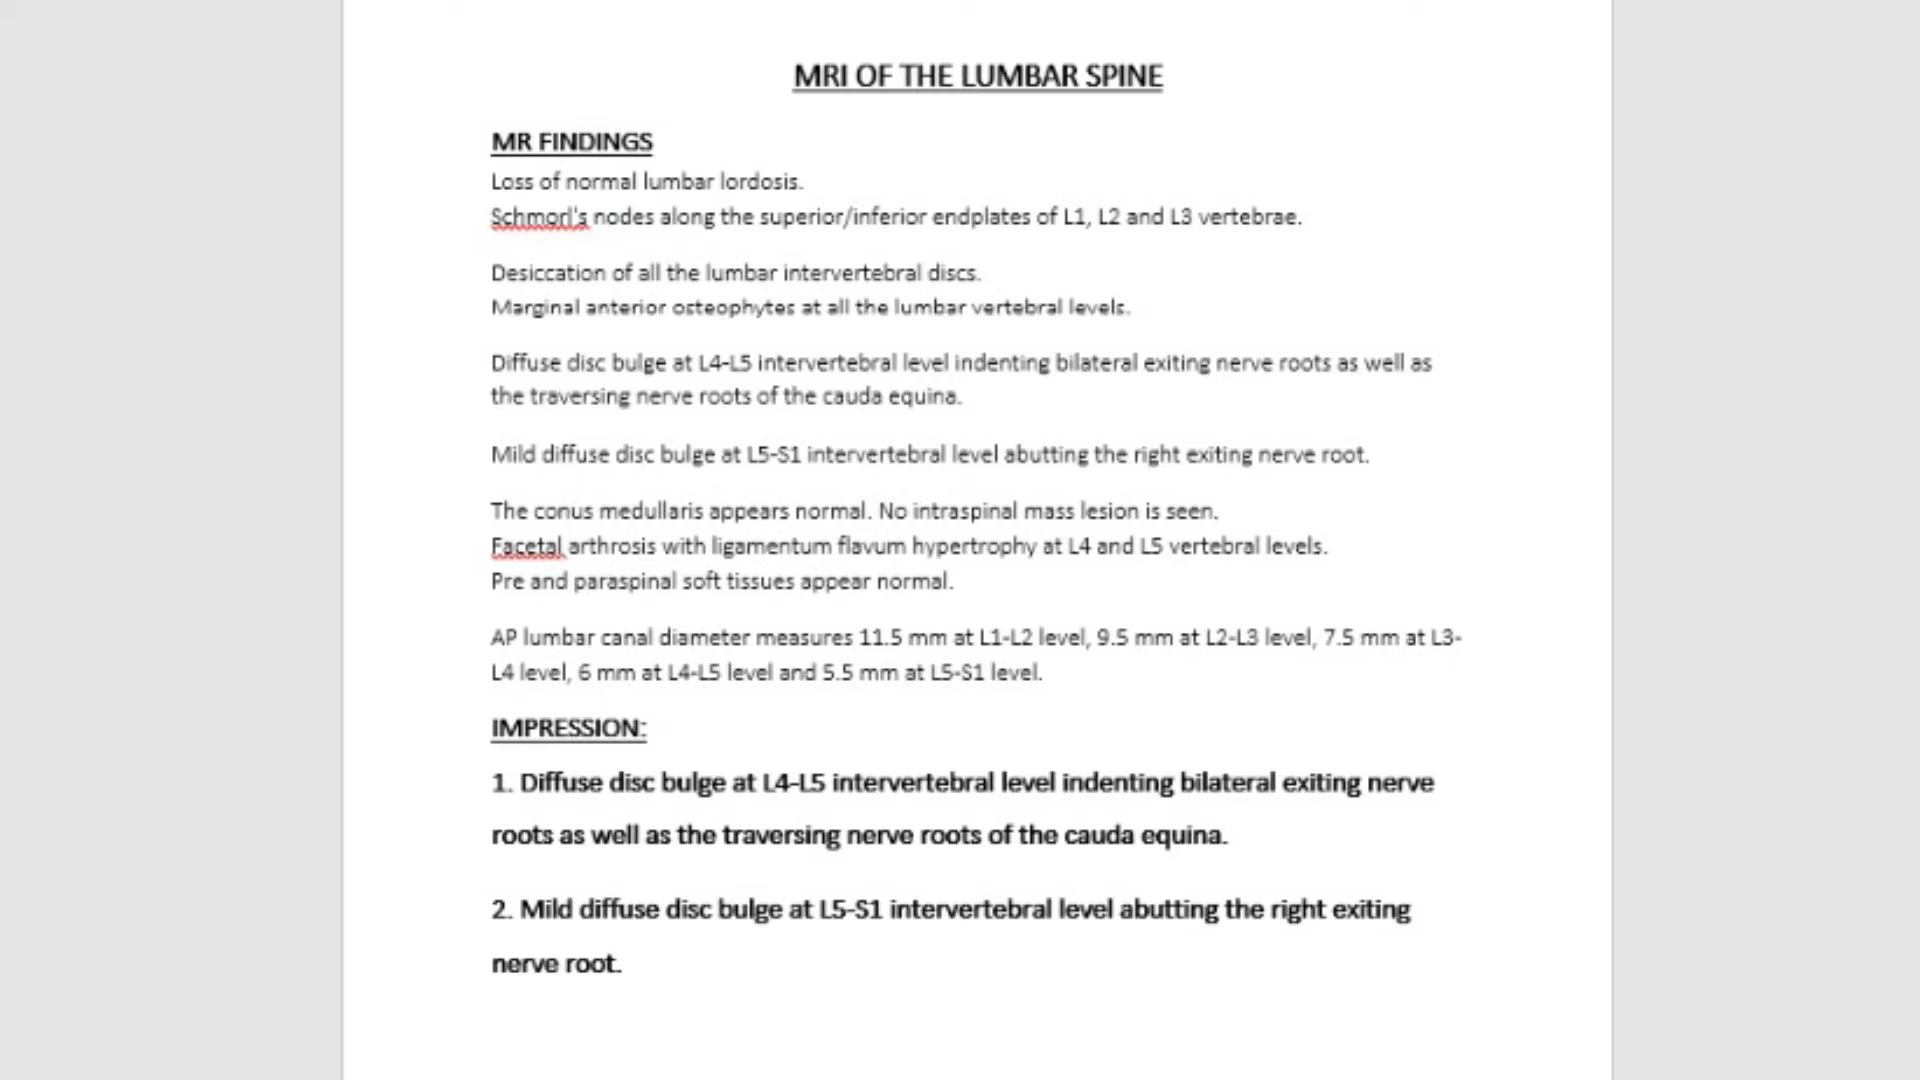 MRI OF THE LUMBAR SPINE
MR FINDINGS
Loss of normal lumbar lordosis.
Schmorl's nodes along the superior/inferior endplates of L1, L2 and L3 vertebrae.
Desiccation of all the lumbar intervertebral discs.
Marginal anterior osteophytes at all the lumbar vertebral levels.
Diffuse disc bulge at L4-L5 intervertebral level indenting bilateral exiting nerve roots as well as
the traversing nerve roots of the cauda equina.
Mild diffuse disc bulge at L5-S1 intervertebral level abutting the right exiting nerve root.
The conus medullaris appears normal. No intraspinal mass lesion is seen.
Facetal arthrosis with ligamentum flavum hypertrophy at L4 and L5 vertebral levels.
Pre and paraspinal soft tissues appear normal.
AP lumbar canal diameter measures 11.5 mm at L1-L2 level, 9.5 mm at L2-L3 level, 7.5 mm at L3-
L4 level, 6 mm at L4-L5 level and 5.5 mm at L5-S1 level.
IMPRESSION:
1. Diffuse disc bulge at L4-L5 intervertebral level indenting bilateral exiting nerve
roots as well as the traversing nerve roots of the cauda equina.
2. Mild diffuse disc bulge at L5-S1 intervertebral level abutting the right exiting
nerve root.